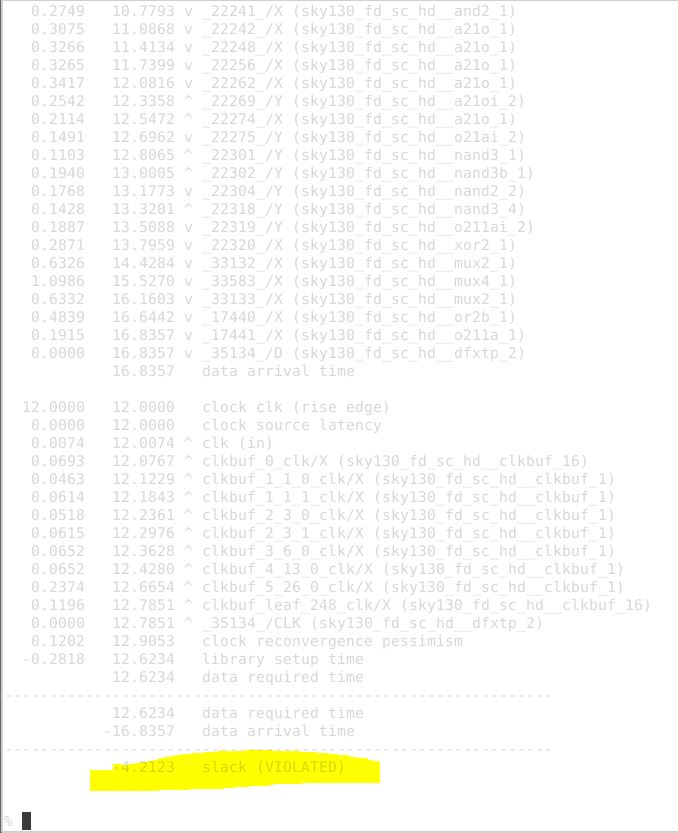 0.2749 10.7793 v _22241_/X (sky130_fd_sc_hd__and2_1)
0.3075 11.0868 v _22242_/X (sky130_fd_sc_hd__a21o_1)
0.3266 11.4134 v _22248_/X (sky130_fd_sc_hd__a21o_1)
0.3265 11.7399 v _22256_/X (sky130_fd_sc_hd__a21o_1)
0.3417 12.0816 v _22262_/X (sky130_fd_sc_hd__a21o_1)
0.2542 12.3358 ^ _22269_/Y (sky130_fd_sc_hd__a21oi_2)
0.2114 12.5472 ^ _22274_/X (sky130_fd_sc_hd__a21o_1)
0.1491 12.6962 v _22275_/Y (sky130_fd_sc_hd__o21ai_2)
0.1103 12.8065 ^ _22301_/Y (sky130_fd_sc_hd__nand3_1)
0.1940 13.0005 ^ _22302_/Y (sky130_fd_sc_hd__nand3b_1)
0.1768 13.1773 v _22304_/Y (sky130_fd_sc_hd__nand2_2)
0.1428 13.3201 ^ _22318_/Y (sky130_fd_sc_hd__nand3_4)
0.1887 13.5088 v _22319_/Y (sky130_fd_sc_hd__o211ai_2)
0.2871 13.7959 v _22320_/X (sky130_fd_sc_hd__xor2_1)
0.6326 14.4284 v _33132_/X (sky130_fd_sc_hd__mux2_1)
1.0986 15.5270 v _33583_/X (sky130_fd_sc_hd__mux4_1)
0.6332 16.1603 v _33133_/X (sky130_fd_sc_hd__mux2_1)
0.4839 16.6442 v _17440_/X (sky130_fd_sc_hd__or2b_1)
0.1915 16.8357 v _17441_/X (sky130_fd_sc_hd__o211a_1)
0.0000 16.8357 v _35134_/D (sky130_fd_sc_hd__dfxtp_2)
16.8357 data arrival time
12.0000 12.0000 clock clk (rise edge)
0.0000 12.0000 clock source latency
0.0074 12.0074 ^ clk (in)
0.0693 12.0767 ^ clkbuf_0_clk/X (sky130_fd_sc_hd__clkbuf_16)
0.0463 12.1229 ^ clkbuf_1_1_0_clk/X (sky130_fd_sc_hd__clkbuf_1)
0.0614 12.1843 ^ clkbuf_1_1_1_clk/X (sky130_fd_sc_hd__clkbuf_1)
0.0518 12.2361 ^ clkbuf_2_3_0_clk/X (sky130_fd_sc_hd__clkbuf_1)
0.0615 12.2976 ^ clkbuf_2_3_1_clk/X (sky130_fd_sc_hd__clkbuf_1)
0.0652 12.3628 ^ clkbuf_3_6_0_clk/X (sky130_fd_sc_hd__clkbuf_1)
0.0652 12.4280 ^ clkbuf_4_13_0_clk/X (sky130_fd_sc_hd__clkbuf_1)
0.2374 12.6654 ^ clkbuf_5_26_0_clk/X (sky130_fd_sc_hd__clkbuf_1)
0.1196 12.7851 ^ clkbuf_leaf_248_clk/X (sky130_fd_sc_hd__clkbuf_16)
0.0000 12.7851 ^ _35134_/CLK (sky130_fd_sc_hd__dfxtp_2)
0.1202 12.9053 clock reconvergence pessimism
-0.2818 12.6234 library setup time
12.6234 data required time
-------------------------------------------------------------
12.6234 data required time
-16.8357 data arrival time
-------------------------------------------------------------
-4.2123 slack (VIOLATED)
%